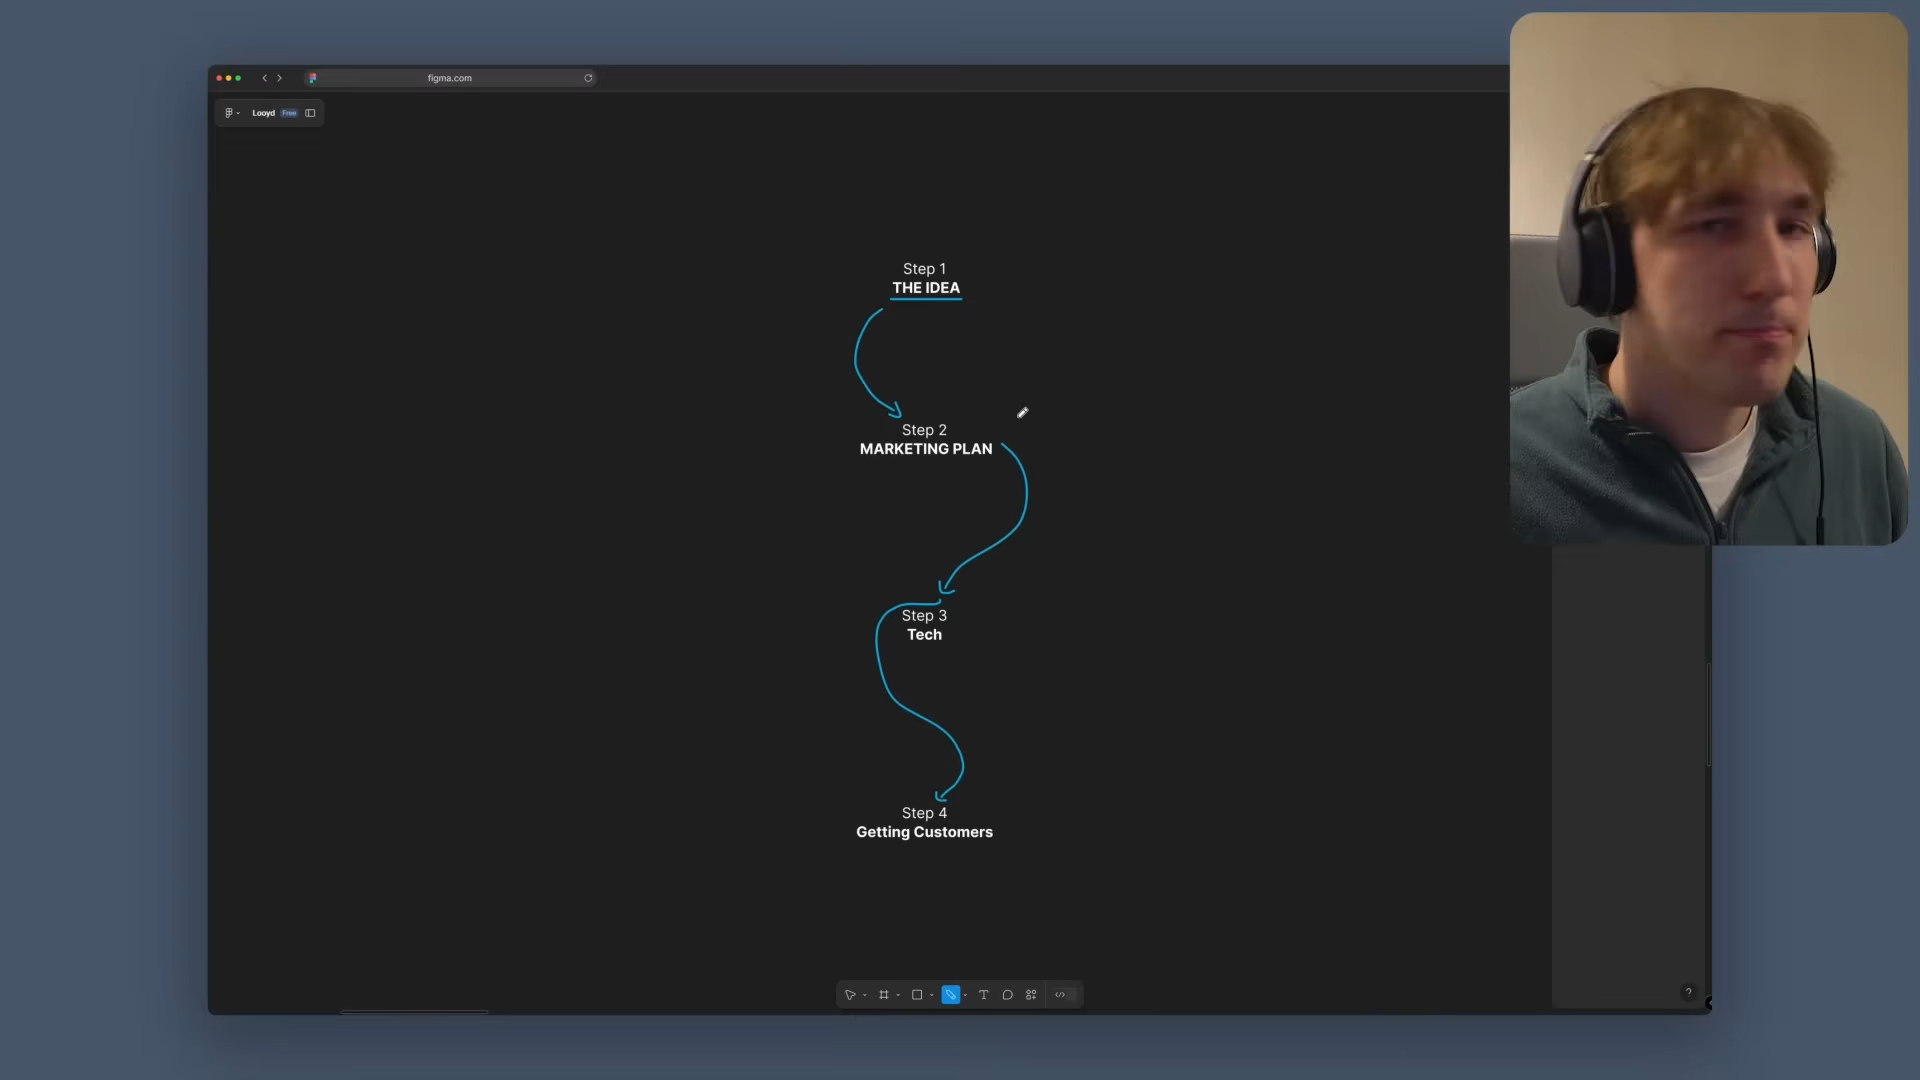 figma.com
Looyd Free
Step 1
THE IDEA
Step 2
MARKETING PLAN
Step 3
Tech
Step 4
Getting Customers
?